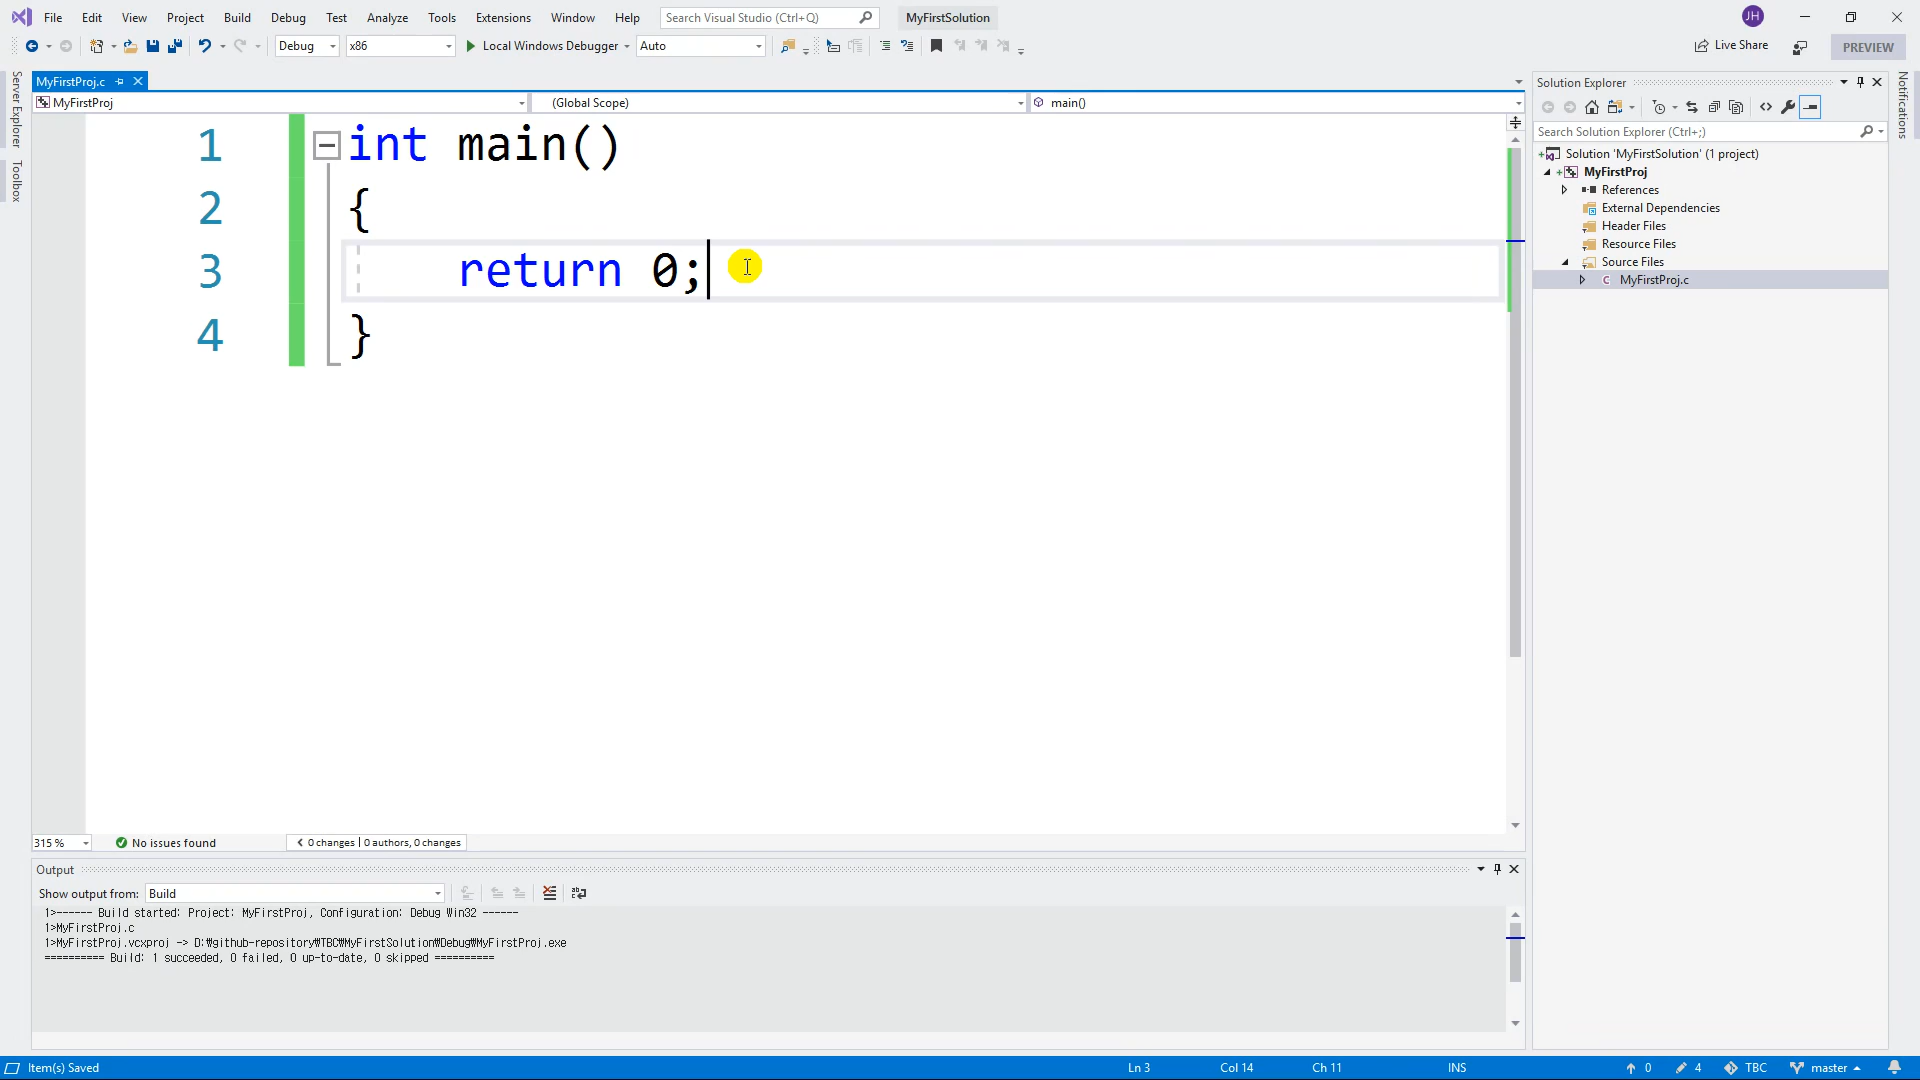 File Edit View Project Build Debug Test Analyze Tools Extensions Window Help Search Visual Studio (Ctrl+Q) MyFirstSolution JH
Debug x86 Local Windows Debugger Auto Live Share PREVIEW
Server Explorer
Toolbox
MyFirstProj.c
MyFirstProj (Global Scope) main()
1 int main()
2 {
3 return 0;
4 }
315 % No issues found 0 changes | 0 authors, 0 changes
Output
Show output from: Build
1>------ Build started: Project: MyFirstProj, Configuration: Debug Win32 ------
1>MyFirstProj.c
1>MyFirstProj.vcxproj -> D:₩github-repository₩TBC₩MyFirstSolution₩Debug₩MyFirstProj.exe
========== Build: 1 succeeded, 0 failed, 0 up-to-date, 0 skipped ==========
Solution Explorer
Search Solution Explorer (Ctrl+;)
Solution 'MyFirstSolution' (1 project)
MyFirstProj
References
External Dependencies
Header Files
Resource Files
Source Files
MyFirstProj.c
Notifications
Item(s) Saved Ln 3 Col 14 Ch 11 INS 0 4 TBC master